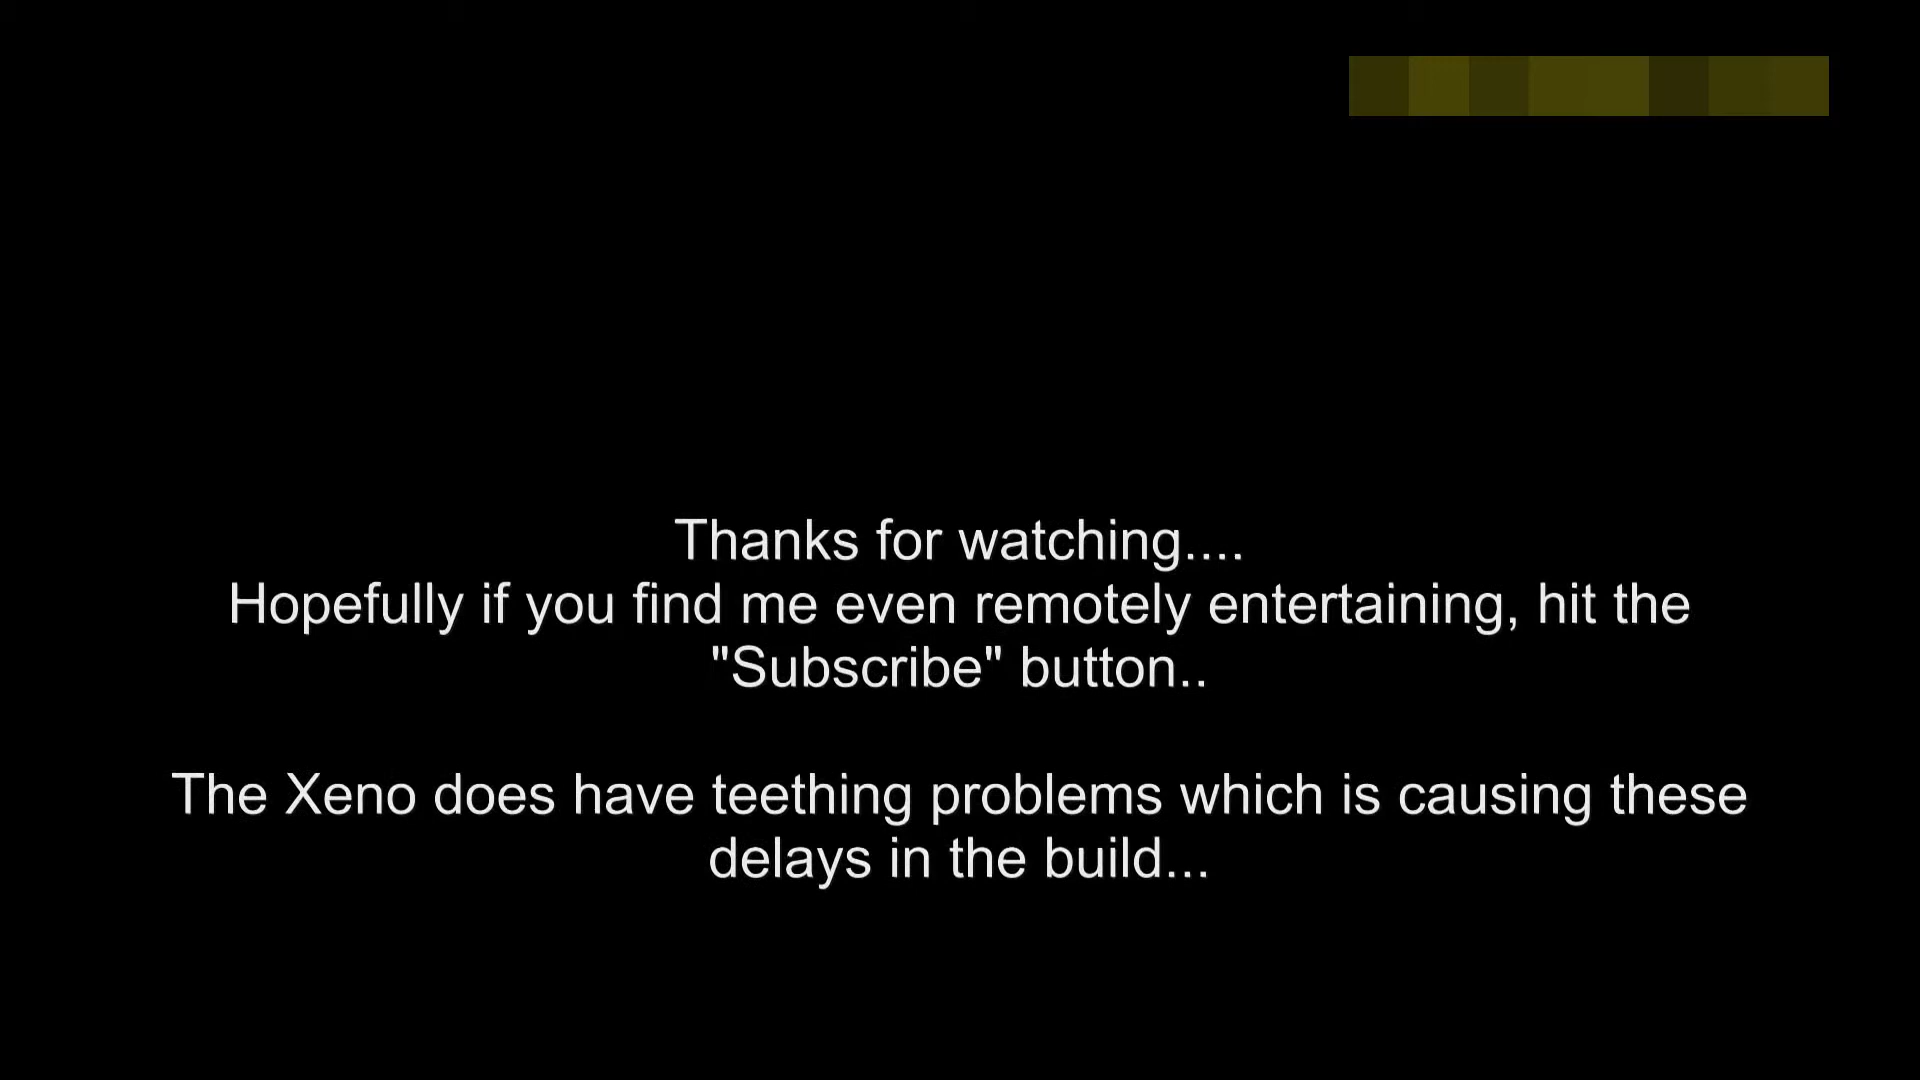 Thanks for watching....
Hopefully if you find me even remotely entertaining, hit the
"Subscribe" button..
The Xeno does have teething problems which is causing these
delays in the build...